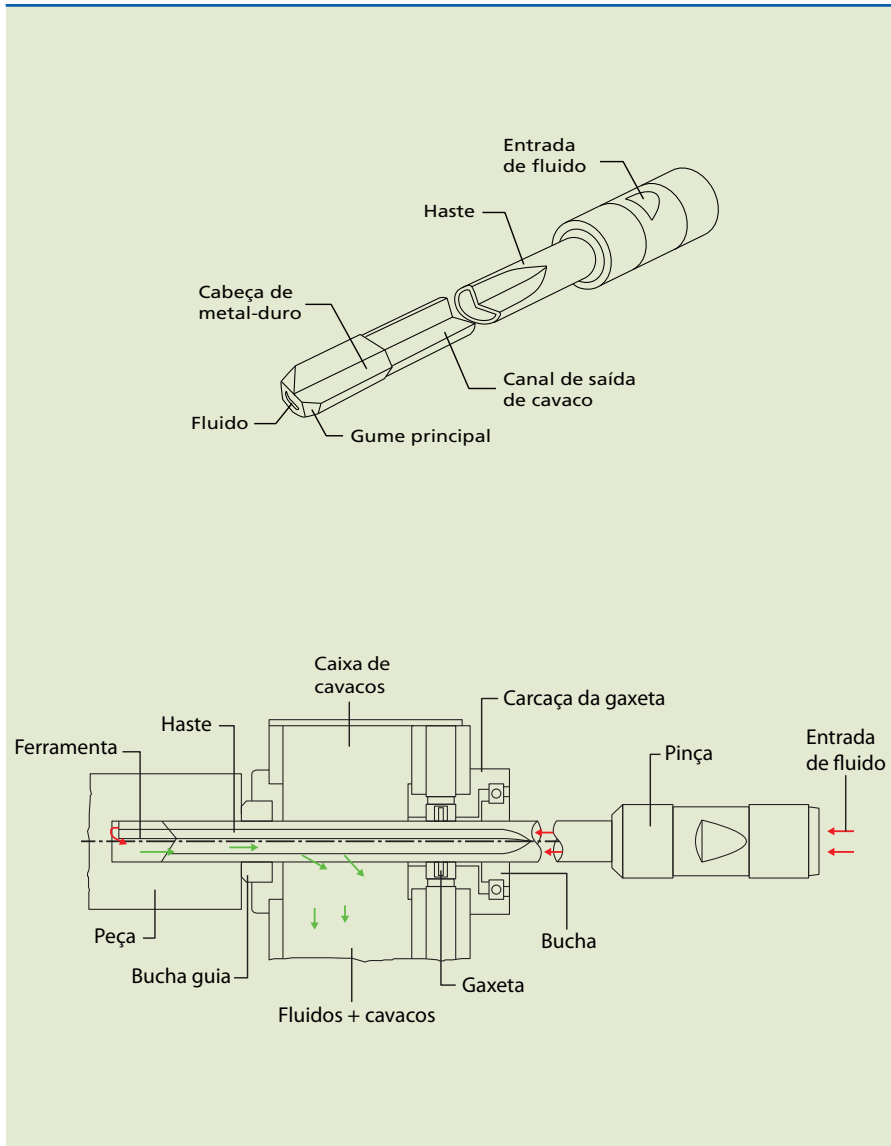 Entrada
de fluido
Haste
Cabeça de
metal-duro
Canal de saída
de cavaco
Fluido
Gume principal
Caixa de
cavacos
Carcaça da gaxeta
Haste
Ferramenta
Pinça
Entrada
de fluido
Peça
Bucha
Bucha guia
Gaxeta
Fluidos + cavacos